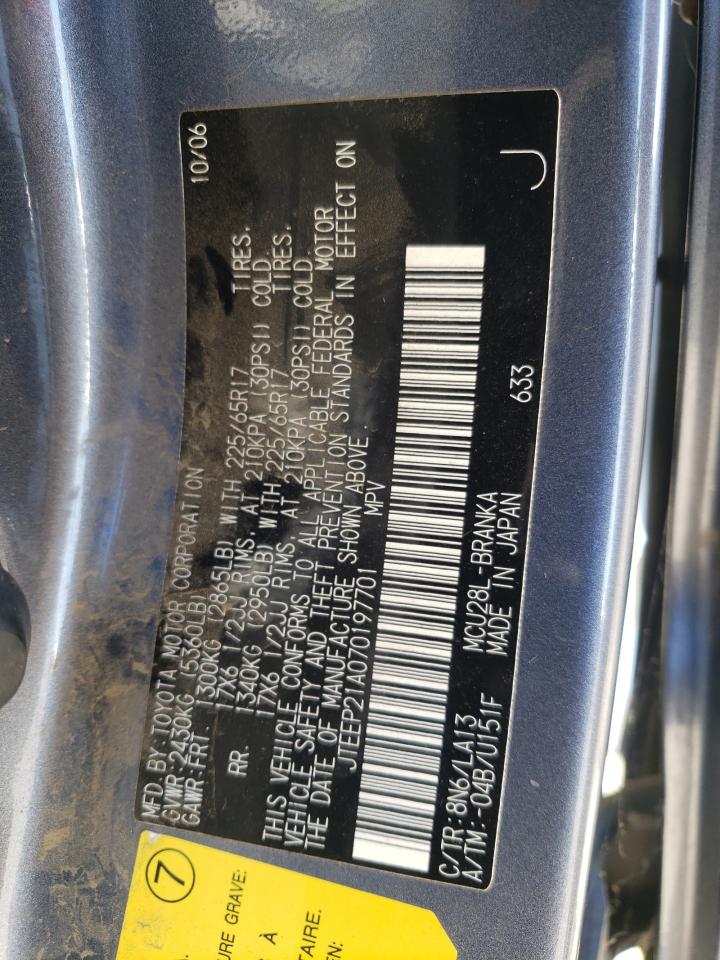 MFD BY:TOYOTA MOTOR CORPORATION 10/06
GVWR:2430KG (5360LB)
GAWR:FRT 1300KG (2865LB) WITH 225/65R17 TIRES.
17X6 1/2JJ RIMS, AT 210KPA (30PSI) COLD.
RR. 1340KG (2950LB) WITH 225/65R17 TIRES.
17X6 1/2JJ RIMS, AT 210KPA (30PSI) COLD.
THIS VEHICLE CONFORMS TO ALL APPLICABLE FEDERAL MOTOR
VEHICLE SAFETY AND THEFT PREVENTION STANDARDS IN EFFECT ON
THE DATE OF MANUFACTURE SHOWN ABOVE.
JTEEP21A070197701 MPV
C/TR:8N6/LA13 MCU28L-BRANKA 633
A/TM:-04B/U151F MADE IN JAPAN J
7
URE GRAVE:
À
TAIRE.
EN: